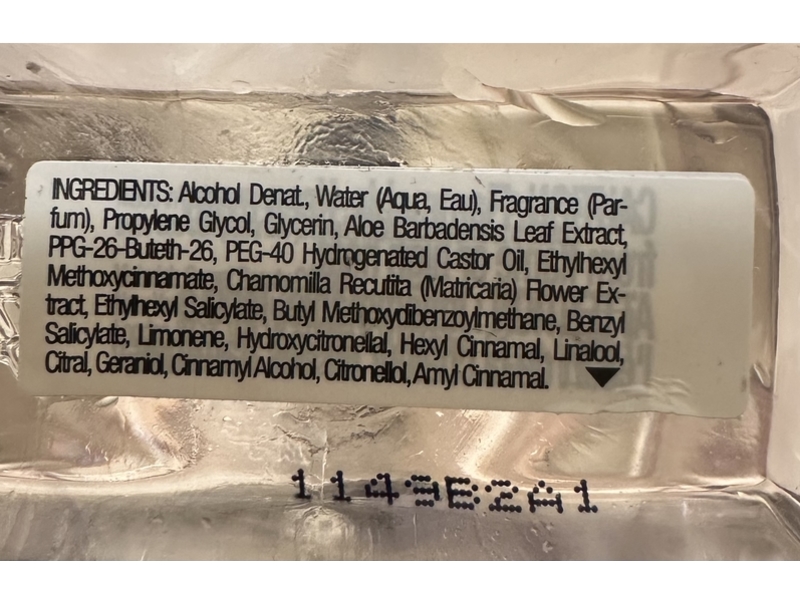 INGREDIENTS: Alcohol Denat., Water (Aqua, Eau), Fragrance (Par-
fum), Propylene Glycol, Glycerin, Aloe Barbadensis Leaf Extract,
PPG-26-Buteth-26, PEG-40 Hydrogenated Castor Oil, Ethylhexyl
Methoxycinnamate, Chamomilla Recutita (Matricaria) Flower Ex-
tract, Ethylhexyl Salicylate, Butyl Methoxydibenzoylmethane, Benzyl
Salicylate, Limonene, Hydroxycitronellal, Hexyl Cinnamal, Linalool,
Citral, Geraniol, Cinnamyl Alcohol, Citronellol, Amyl Cinnamal.
1149E2A1